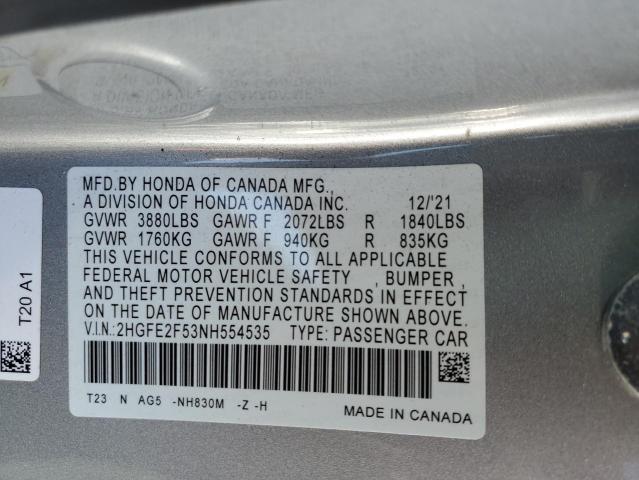 MFD.BY HONDA OF CANADA MFG.,
A DIVISION OF HONDA CANADA INC. 12/'21
GVWR 3880LBS GAWR F 2072LBS R 1840LBS
GVWR 1760KG GAWR F 940KG R 835KG
THIS VEHICLE CONFORMS TO ALL APPLICABLE
FEDERAL MOTOR VEHICLE SAFETY , BUMPER ,
AND THEFT PREVENTION STANDARDS IN EFFECT
ON THE DATE OF MANUFACTURE SHOWN ABOVE.
V.I.N.:2HGFE2F53NH554535 TYPE: PASSENGER CAR
T23 N AG5 -NH830M -Z -H
MADE IN CANADA
T20 A1